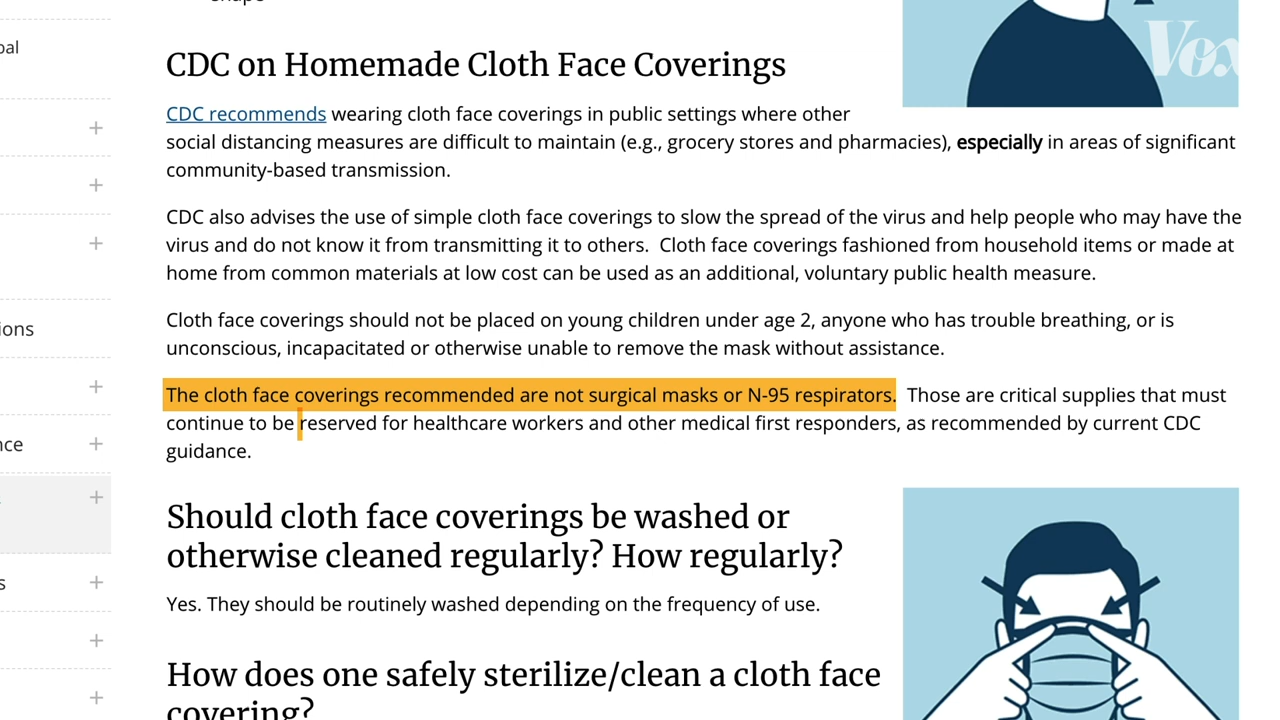 shape
bal
Vox
CDC on Homemade Cloth Face Coverings
CDC recommends wearing cloth face coverings in public settings where other
social distancing measures are difficult to maintain (e.g., grocery stores and pharmacies), especially in areas of significant
community-based transmission.
CDC also advises the use of simple cloth face coverings to slow the spread of the virus and help people who may have the
virus and do not know it from transmitting it to others.  Cloth face coverings fashioned from household items or made at
home from common materials at low cost can be used as an additional, voluntary public health measure.
ions
Cloth face coverings should not be placed on young children under age 2, anyone who has trouble breathing, or is
unconscious, incapacitated or otherwise unable to remove the mask without assistance.
The cloth face coverings recommended are not surgical masks or N-95 respirators.  Those are critical supplies that must
continue to be reserved for healthcare workers and other medical first responders, as recommended by current CDC
guidance.
nce
Should cloth face coverings be washed or
otherwise cleaned regularly? How regularly?
s
Yes. They should be routinely washed depending on the frequency of use.
How does one safely sterilize/clean a cloth face
covering?